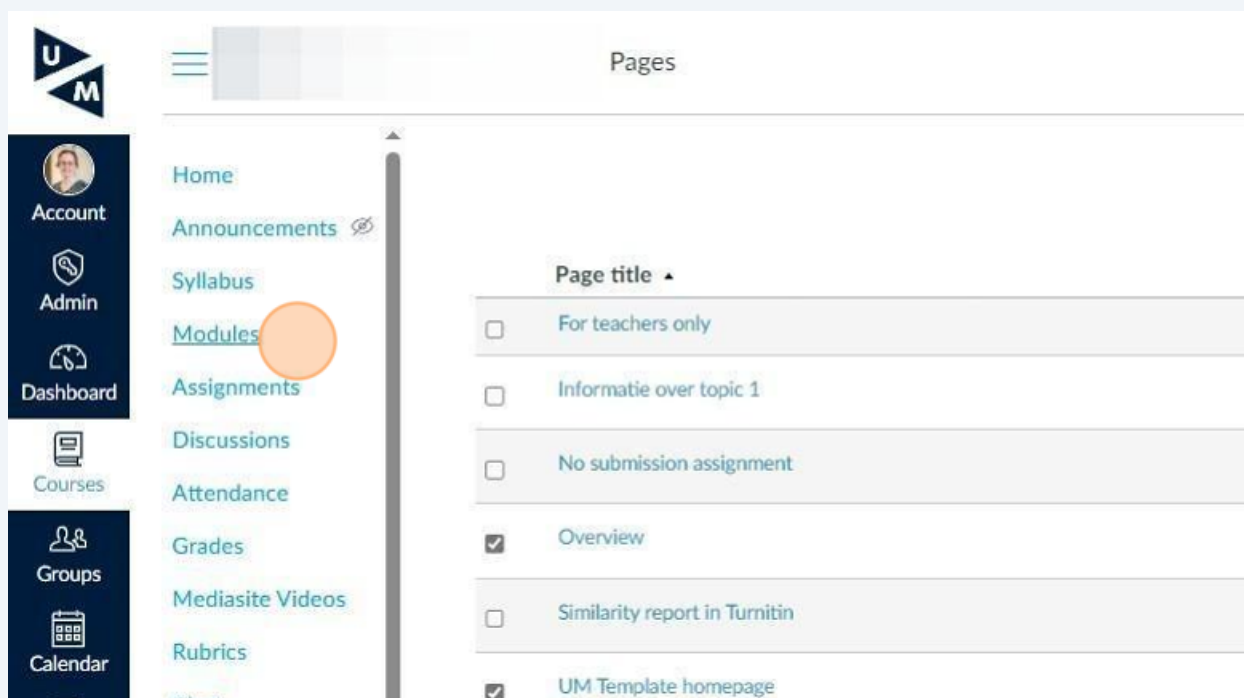 U
M
Pages
Account
Admin
Dashboard
Courses
Groups
Calendar
Home
Announcements
Syllabus
Modules
Assignments
Discussions
Attendance
Grades
Mediasite Videos
Rubrics
Page title
For teachers only
Informatie over topic 1
No submission assignment
Overview
Similarity report in Turnitin
UM Template homepage